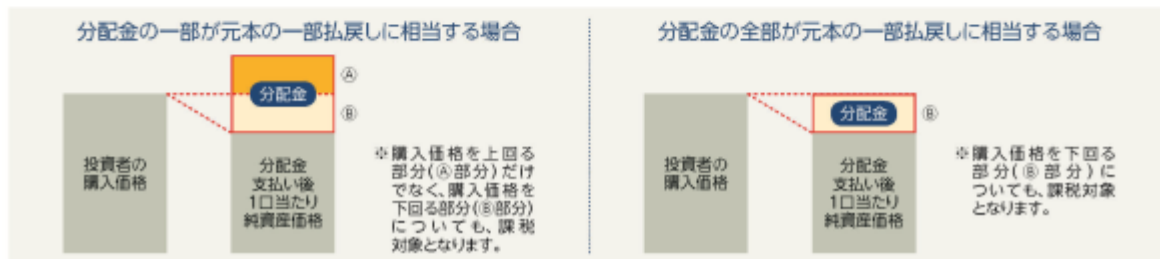 分配金の一部が元本の一部払戻しに相当する場合
Ⓐ
分配金
Ⓑ
投資者の
購入価格
分配金
支払い後
1口当たり
純資産価格
※購入価格を上回る
部分(Ⓐ部分)だけ
でなく、購入価格を
下回る部分(Ⓑ部分)
についても、課税
対象となります。
分配金の全部が元本の一部払戻しに相当する場合
分配金
Ⓑ
投資者の
購入価格
分配金
支払い後
1口当たり
純資産価格
※購入価格を下回る
部分(Ⓑ部分)に
ついても、課税対象
となります。